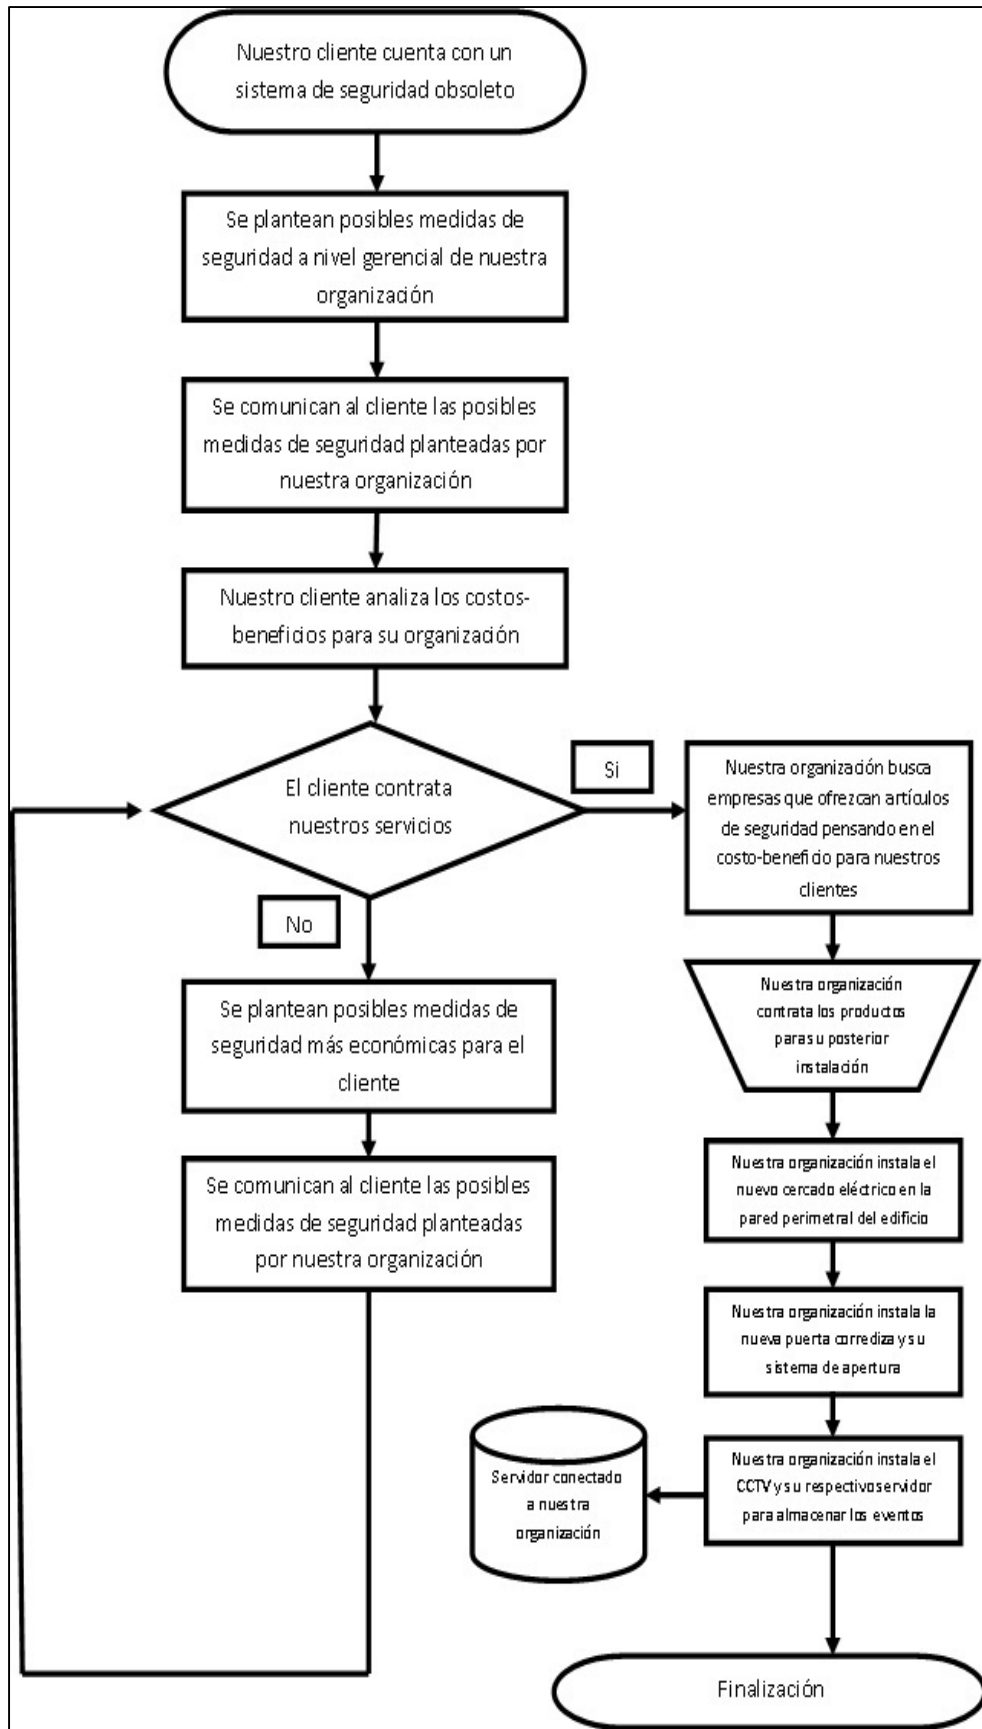 Nuestro cliente cuenta con un
sistema de seguridad obsoleto
Se plantean posibles medidas de
seguridad a nivel gerencial de nuestra
organización
Se comunican al cliente las posibles
medidas de seguridad planteadas por
nuestra organización
Nuestro cliente analiza los costos-
beneficios para su organización
El cliente contrata
nuestros servicios
Si
Nuestra organización busca
empresas que ofrezcan artículos
de seguridad pensando en el
costo-beneficio para nuestros
clientes
No
Se plantean posibles medidas de
seguridad más económicas para el
cliente
Se comunican al cliente las posibles
medidas de seguridad planteadas
por nuestra organización
Nuestra organización
contrata los productos
para su posterior
instalación
Nuestra organización instala el
nuevo cercado eléctrico en la
pared perimetral del edificio
Nuestra organización instala la
nueva puerta corrediza y su
sistema de apertura
Nuestra organización instala el
CCTV y su respectivo servidor
para almacenar los eventos
Servidor conectado
a nuestra
organización
Finalización